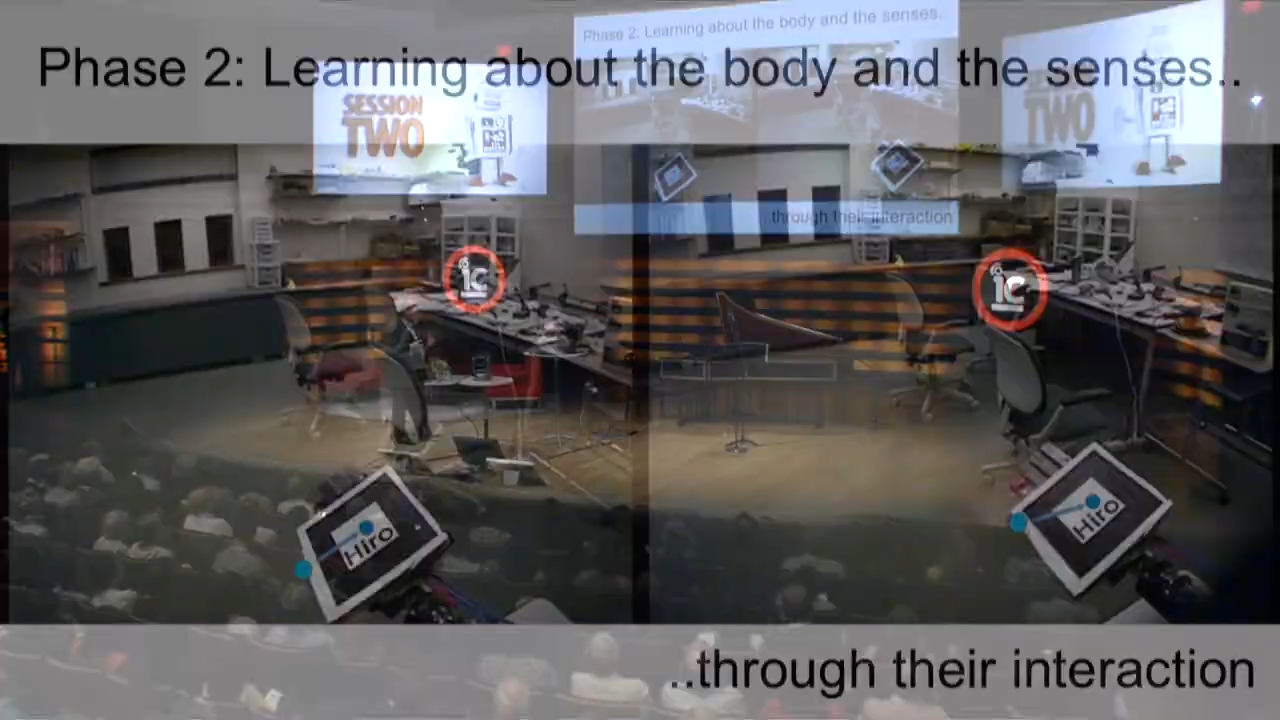 Phase 2: Learning about the body and the senses..
Phase 2: Learning about the body and the senses.
SESSION
TWO
TWO
..through their interaction
ic
ic
Hiro
Hiro
..through their interaction